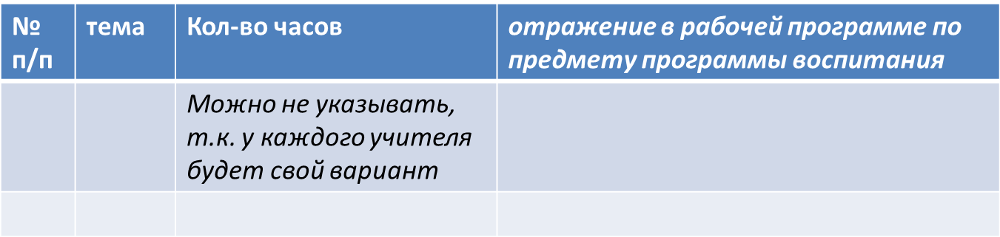 № п/п
тема
Кол-во часов
отражение в рабочей программе по
предмету программы воспитания
Можно не указывать,
т.к. у каждого учителя
будет свой вариант